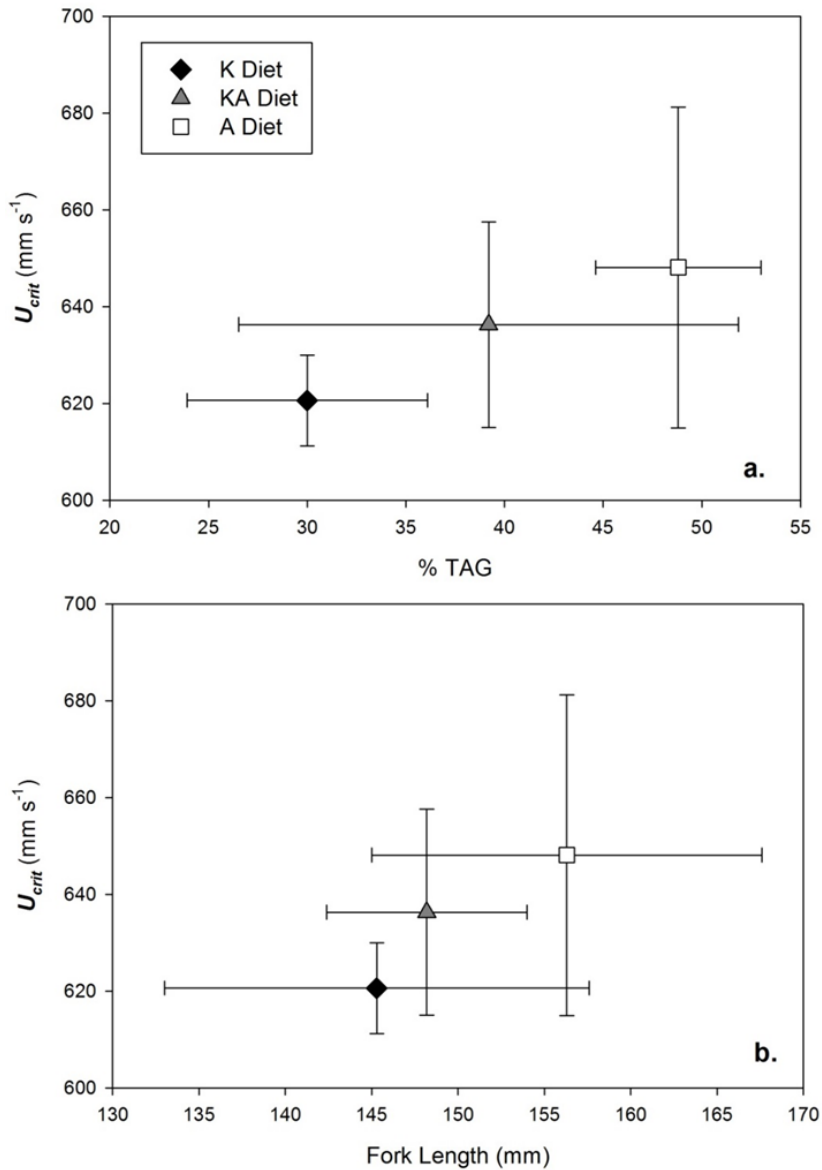 700
680
660
640
620
600
U_crit (mm s⁻¹)
K Diet
KA Diet
A Diet
a.
20 25 30 35 40 45 50 55
% TAG
700
680
660
640
620
600
U_crit (mm s⁻¹)
b.
130 135 140 145 150 155 160 165 170
Fork Length (mm)